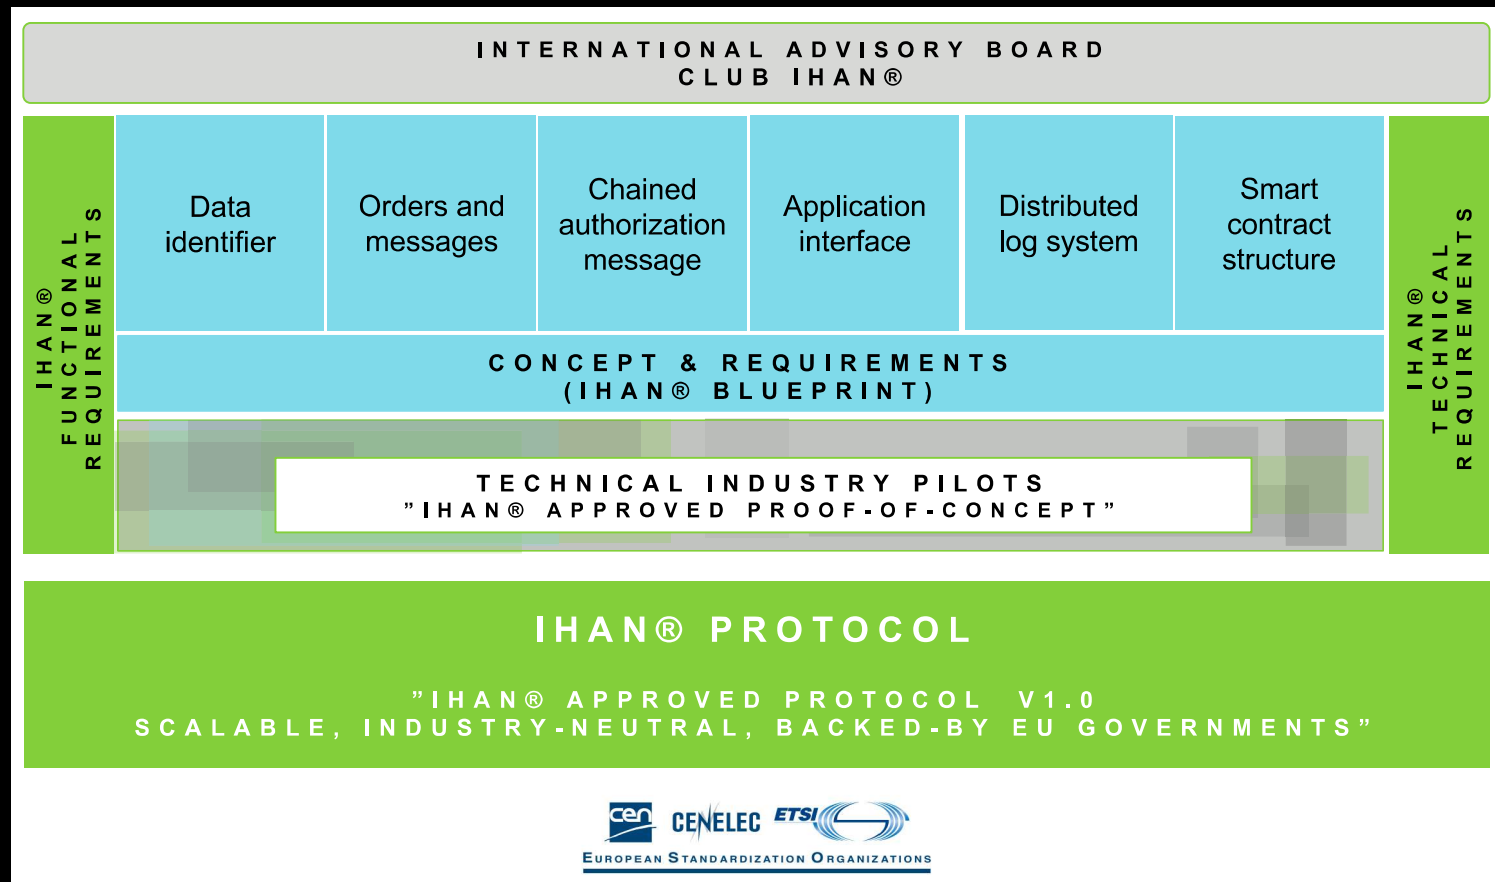 INTERNATIONAL ADVISORY BOARD
CLUB IHAN®
IHAN®
FUNCTIONAL
REQUIREMENTS
Data
identifier
Orders and
messages
Chained
authorization
message
Application
interface
Distributed
log system
Smart
contract
structure
IHAN®
TECHNICAL
REQUIREMENTS
CONCEPT & REQUIREMENTS
(IHAN® BLUEPRINT)
TECHNICAL INDUSTRY PILOTS
”IHAN® APPROVED PROOF-OF-CONCEPT”
IHAN® PROTOCOL
”IHAN® APPROVED PROTOCOL V1.0
SCALABLE, INDUSTRY-NEUTRAL, BACKED-BY EU GOVERNMENTS”
cen CENELEC ETSI
EUROPEAN STANDARDIZATION ORGANIZATIONS